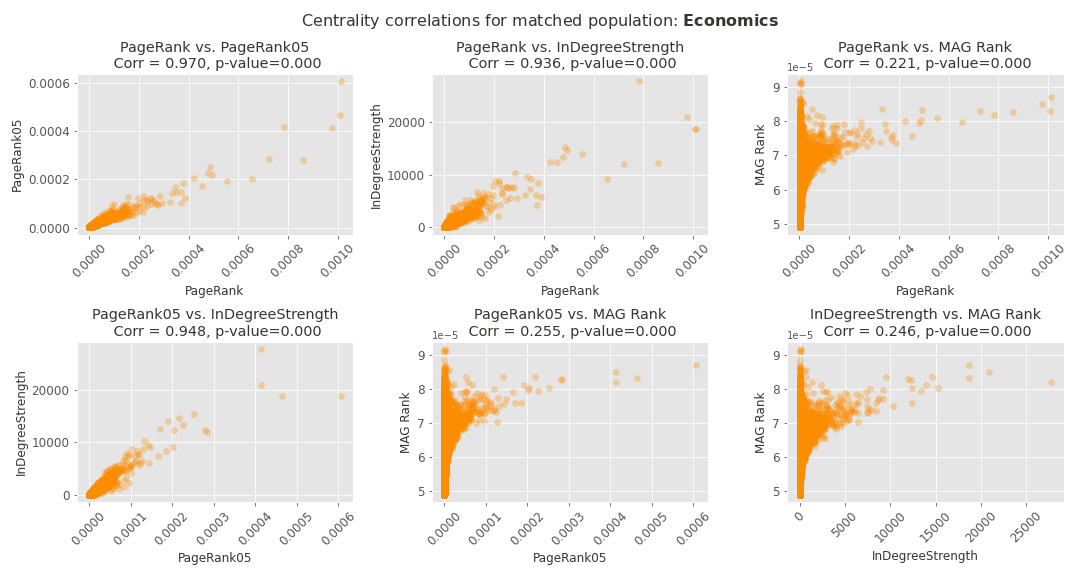 Centrality correlations for matched population: Economics
PageRank vs. PageRank05
Corr = 0.970, p-value=0.000
0.0006
0.0004
0.0002
0.0000
PageRank05
0.0000
0.0002
0.0004
0.0006
0.0008
0.0010
PageRank
PageRank vs. InDegreeStrength
Corr = 0.936, p-value=0.000
20000
10000
0
InDegreeStrength
0.0000
0.0002
0.0004
0.0006
0.0008
0.0010
PageRank
PageRank vs. MAG Rank
Corr = 0.221, p-value=0.000
1e−5
9
8
7
6
5
MAG Rank
0.0000
0.0002
0.0004
0.0006
0.0008
0.0010
PageRank
PageRank05 vs. InDegreeStrength
Corr = 0.948, p-value=0.000
20000
10000
0
InDegreeStrength
0.0000
0.0001
0.0002
0.0003
0.0004
0.0005
0.0006
PageRank05
PageRank05 vs. MAG Rank
Corr = 0.255, p-value=0.000
1e−5
9
8
7
6
5
MAG Rank
0.0000
0.0001
0.0002
0.0003
0.0004
0.0005
0.0006
PageRank05
InDegreeStrength vs. MAG Rank
Corr = 0.246, p-value=0.000
1e−5
9
8
7
6
5
MAG Rank
0
5000
10000
15000
20000
25000
InDegreeStrength